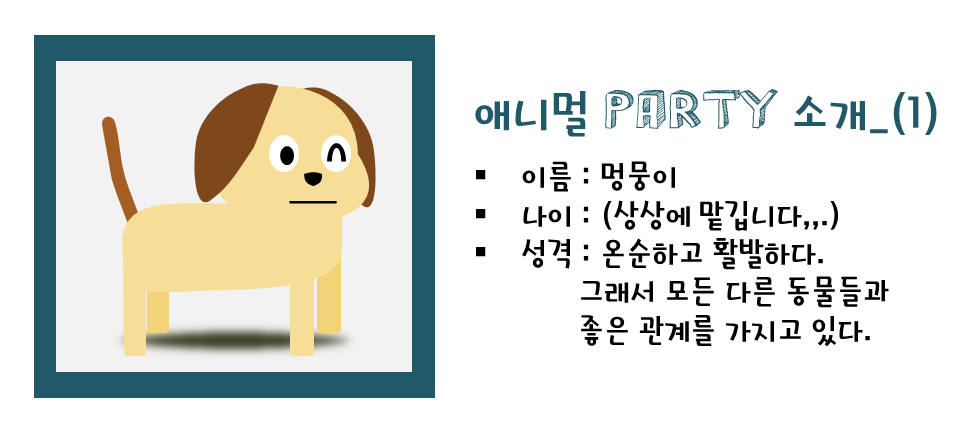 애니멀 PARTY 소개_(1)
▪ 이름 : 멍뭉이
▪ 나이 : (상상에 맡깁니다,,.)
▪ 성격 : 온순하고 활발하다.
그래서 모든 다른 동물들과
좋은 관계를 가지고 있다.